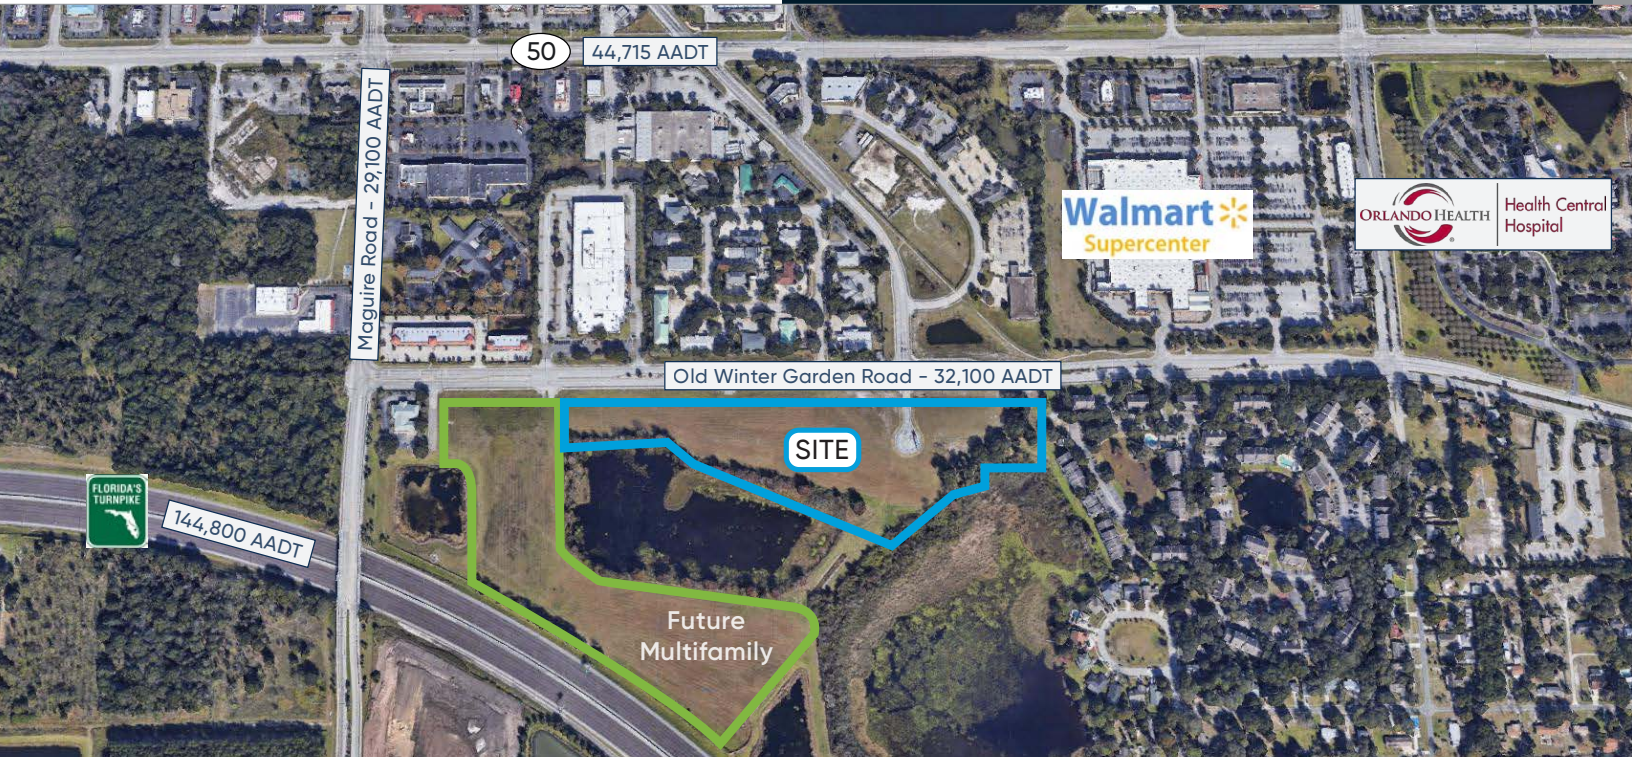 50
44,715 AADT
Maguire Road - 29,100 AADT
Walmart
Supercenter
ORLANDO HEALTH
®
Health Central
Hospital
Old Winter Garden Road - 32,100 AADT
SITE
FLORIDA'S
TURNPIKE
144,800 AADT
Future
Multifamily